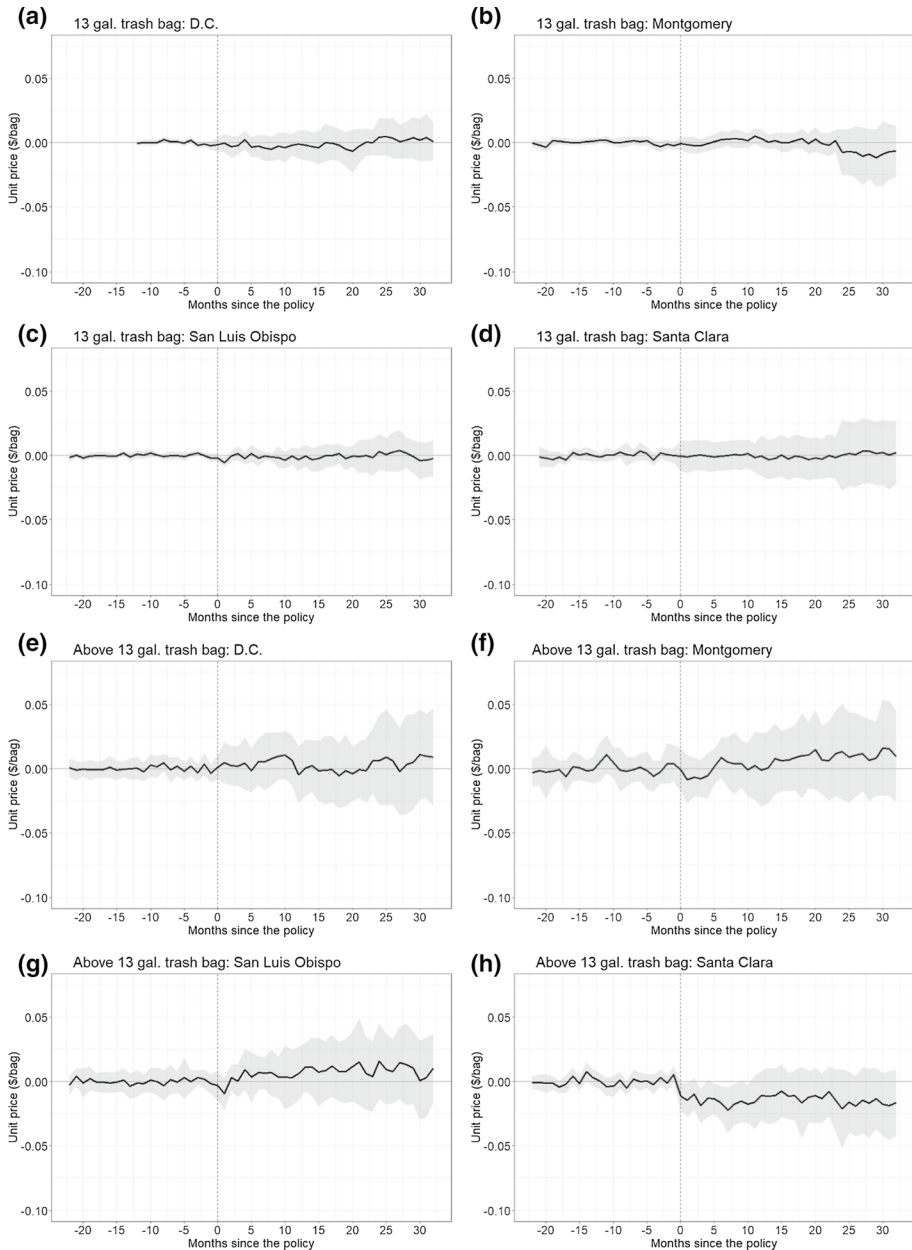 (a) 13 gal. trash bag: D.C.
Unit price ($/bag)
0.05
0.00
-0.05
-0.10
-20 -15 -10 -5 0 5 10 15 20 25 30
Months since the policy
(b) 13 gal. trash bag: Montgomery
Unit price ($/bag)
0.05
0.00
-0.05
-0.10
-20 -15 -10 -5 0 5 10 15 20 25 30
Months since the policy
(c) 13 gal. trash bag: San Luis Obispo
Unit price ($/bag)
0.05
0.00
-0.05
-0.10
-20 -15 -10 -5 0 5 10 15 20 25 30
Months since the policy
(d) 13 gal. trash bag: Santa Clara
Unit price ($/bag)
0.05
0.00
-0.05
-0.10
-20 -15 -10 -5 0 5 10 15 20 25 30
Months since the policy
(e) Above 13 gal. trash bag: D.C.
Unit price ($/bag)
0.05
0.00
-0.05
-0.10
-20 -15 -10 -5 0 5 10 15 20 25 30
Months since the policy
(f) Above 13 gal. trash bag: Montgomery
Unit price ($/bag)
0.05
0.00
-0.05
-0.10
-20 -15 -10 -5 0 5 10 15 20 25 30
Months since the policy
(g) Above 13 gal. trash bag: San Luis Obispo
Unit price ($/bag)
0.05
0.00
-0.05
-0.10
-20 -15 -10 -5 0 5 10 15 20 25 30
Months since the policy
(h) Above 13 gal. trash bag: Santa Clara
Unit price ($/bag)
0.05
0.00
-0.05
-0.10
-20 -15 -10 -5 0 5 10 15 20 25 30
Months since the policy